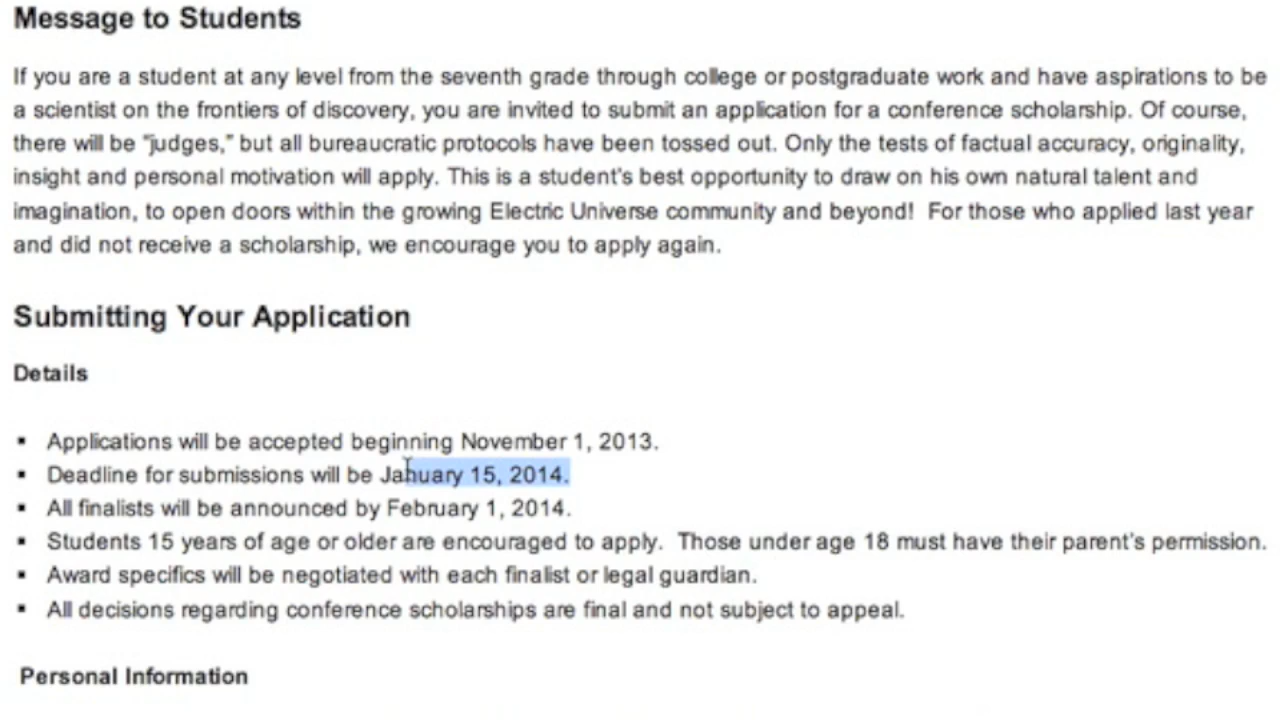 Message to Students
If you are a student at any level from the seventh grade through college or postgraduate work and have aspirations to be
a scientist on the frontiers of discovery, you are invited to submit an application for a conference scholarship. Of course,
there will be "judges," but all bureaucratic protocols have been tossed out. Only the tests of factual accuracy, originality,
insight and personal motivation will apply. This is a student's best opportunity to draw on his own natural talent and
imagination, to open doors within the growing Electric Universe community and beyond!  For those who applied last year
and did not receive a scholarship, we encourage you to apply again.
Submitting Your Application
Details
▪ Applications will be accepted beginning November 1, 2013.
▪ Deadline for submissions will be January 15, 2014.
▪ All finalists will be announced by February 1, 2014.
▪ Students 15 years of age or older are encouraged to apply.  Those under age 18 must have their parent's permission.
▪ Award specifics will be negotiated with each finalist or legal guardian.
▪ All decisions regarding conference scholarships are final and not subject to appeal.
Personal Information